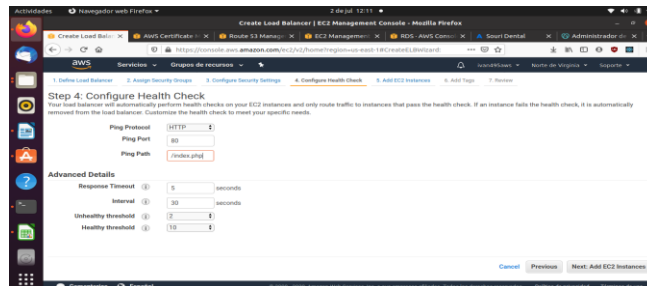 Actividades Navegador web Firefox 2 de jul 12:11
Create Load Balancer | EC2 Management Console - Mozilla Firefox
Create Load Balan AWS Certificate Route 53 Manage EC2 Managemen RDS - AWS Conso Souri Dental Administrador de
https://console.aws.amazon.com/ec2/v2/home?region=us-east-1#CreateELBWizard:
aws Servicios Grupos de recursos Norte de Virginia Soporte
1. Define Load Balancer 2. Assign Security Groups 3. Configure Security Settings 4. Configure Health Check 5. Add EC2 Instances 6. Add Tags 7. Review
Step 4: Configure Health Check
Your load balancer will automatically perform health checks on your EC2 instances and only route traffic to instances that pass the health check. If an instance fails the health check, it is automatically
removed from the load balancer. Customize the health check to meet your specific needs.
Ping Protocol HTTP
Ping Port 80
Ping Path /index.php
Advanced Details
Response Timeout 5 seconds
Interval 30 seconds
Unhealthy threshold 2
Healthy threshold 10
Cancel Previous Next: Add EC2 Instances
Comentarios Español